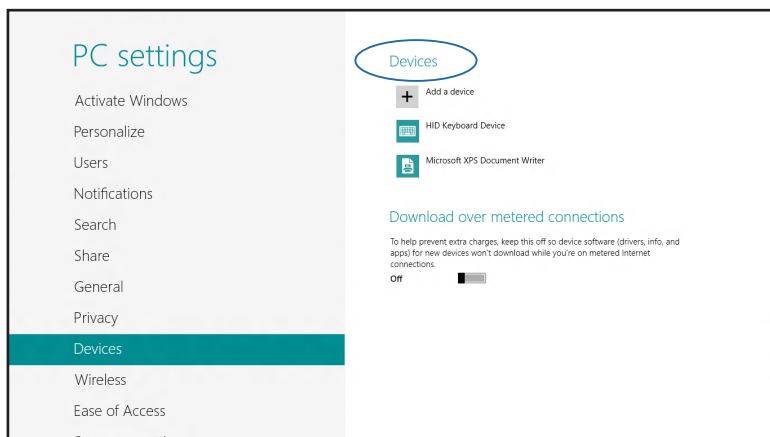 PC settings
Activate Windows
Personalize
Users
Notifications
Search
Share
General
Privacy
Devices
Wireless
Ease of Access
Devices
Add a device
HID Keyboard Device
Microsoft XPS Document Writer
Download over metered connections
To help prevent extra charges, keep this off so device software (drivers, info, and
apps) for new devices won't download while you're on metered Internet
connections.
Off